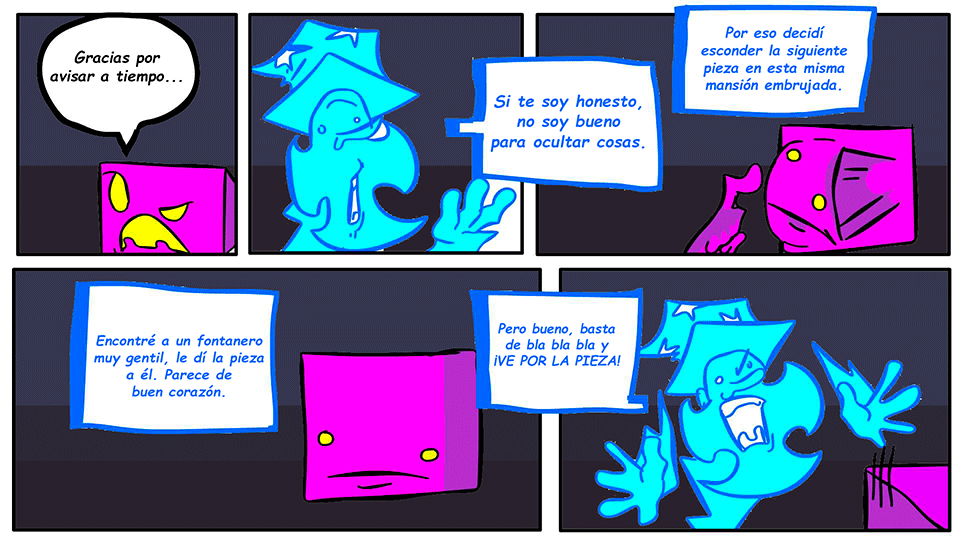 Gracias por
avisar a tiempo...
Si te soy honesto,
no soy bueno
para ocultar cosas.
Por eso decidí
esconder la siguiente
pieza en esta misma
mansión embrujada.
Encontré a un fontanero
muy gentil, le dí la pieza
a él. Parece de
buen corazón.
Pero bueno, basta
de bla bla bla y
¡VE POR LA PIEZA!